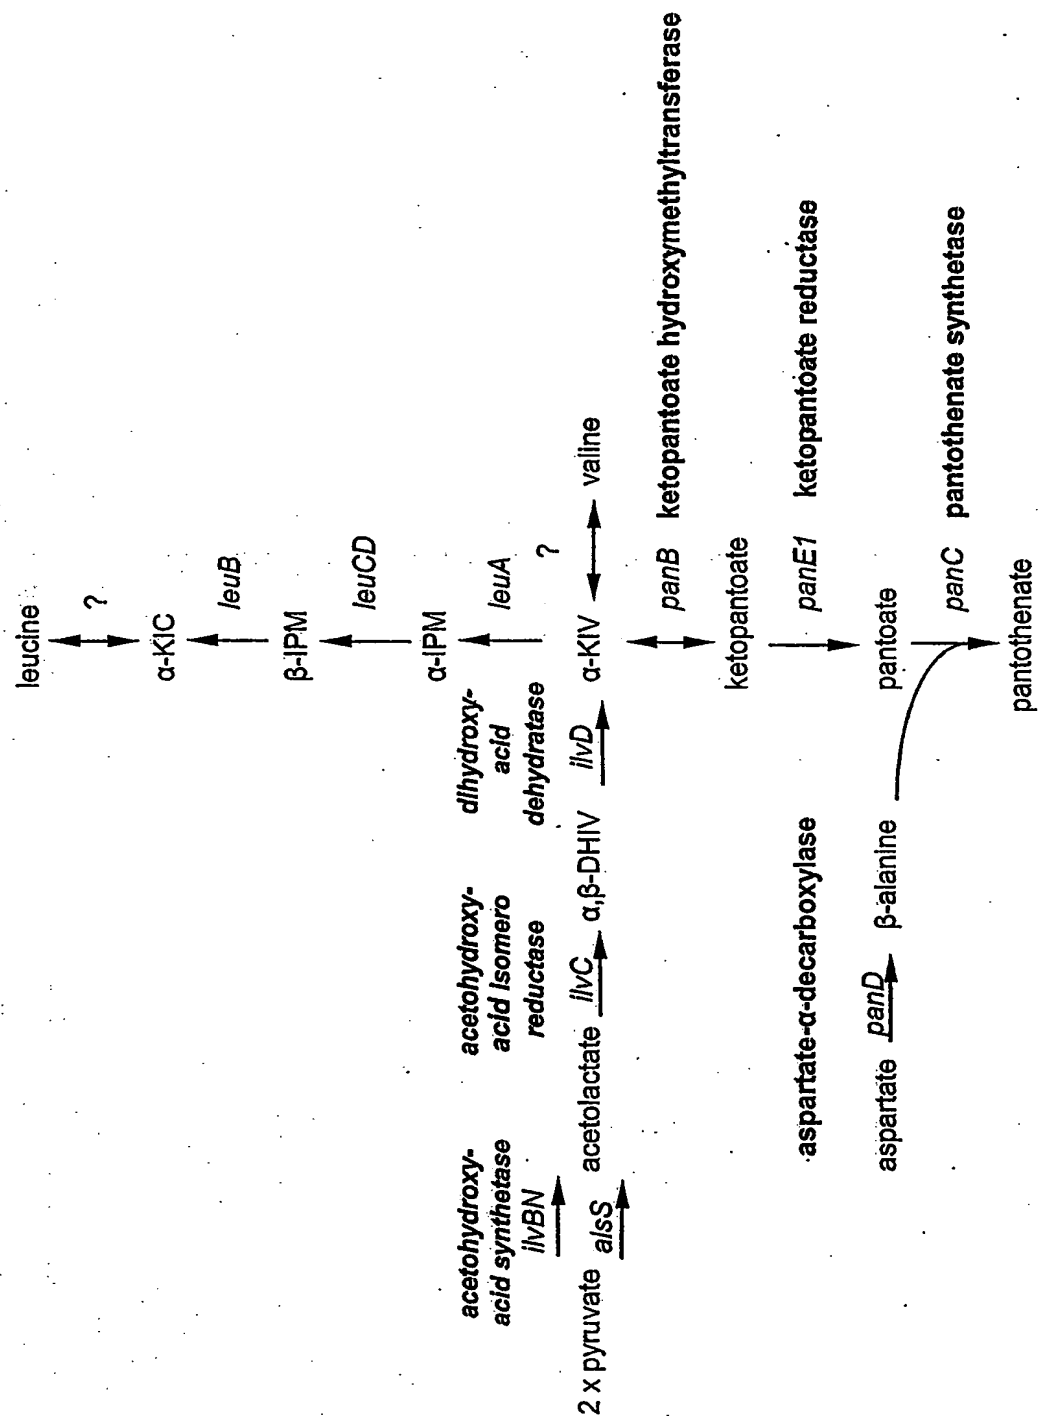 leucine
?
α-KIC
leuB
β-IPM
leuCD
α-IPM
leuA
?
acetohydroxy-
acid synthetase
ilvBN
acetohydroxy-
acid Isomero
reductase
dihydroxy-
acid
dehydratase
2 x pyruvate alsS acetolactate ilvC α,β-DHIV ilvD α-KIV valine
panB ketopantoate hydroxymethyltransferase
ketopantoate
aspartate-α-decarboxylase
panE1 ketopantoate reductase
aspartate panD β-alanine pantoate
panC pantothenate synthetase
pantothenate